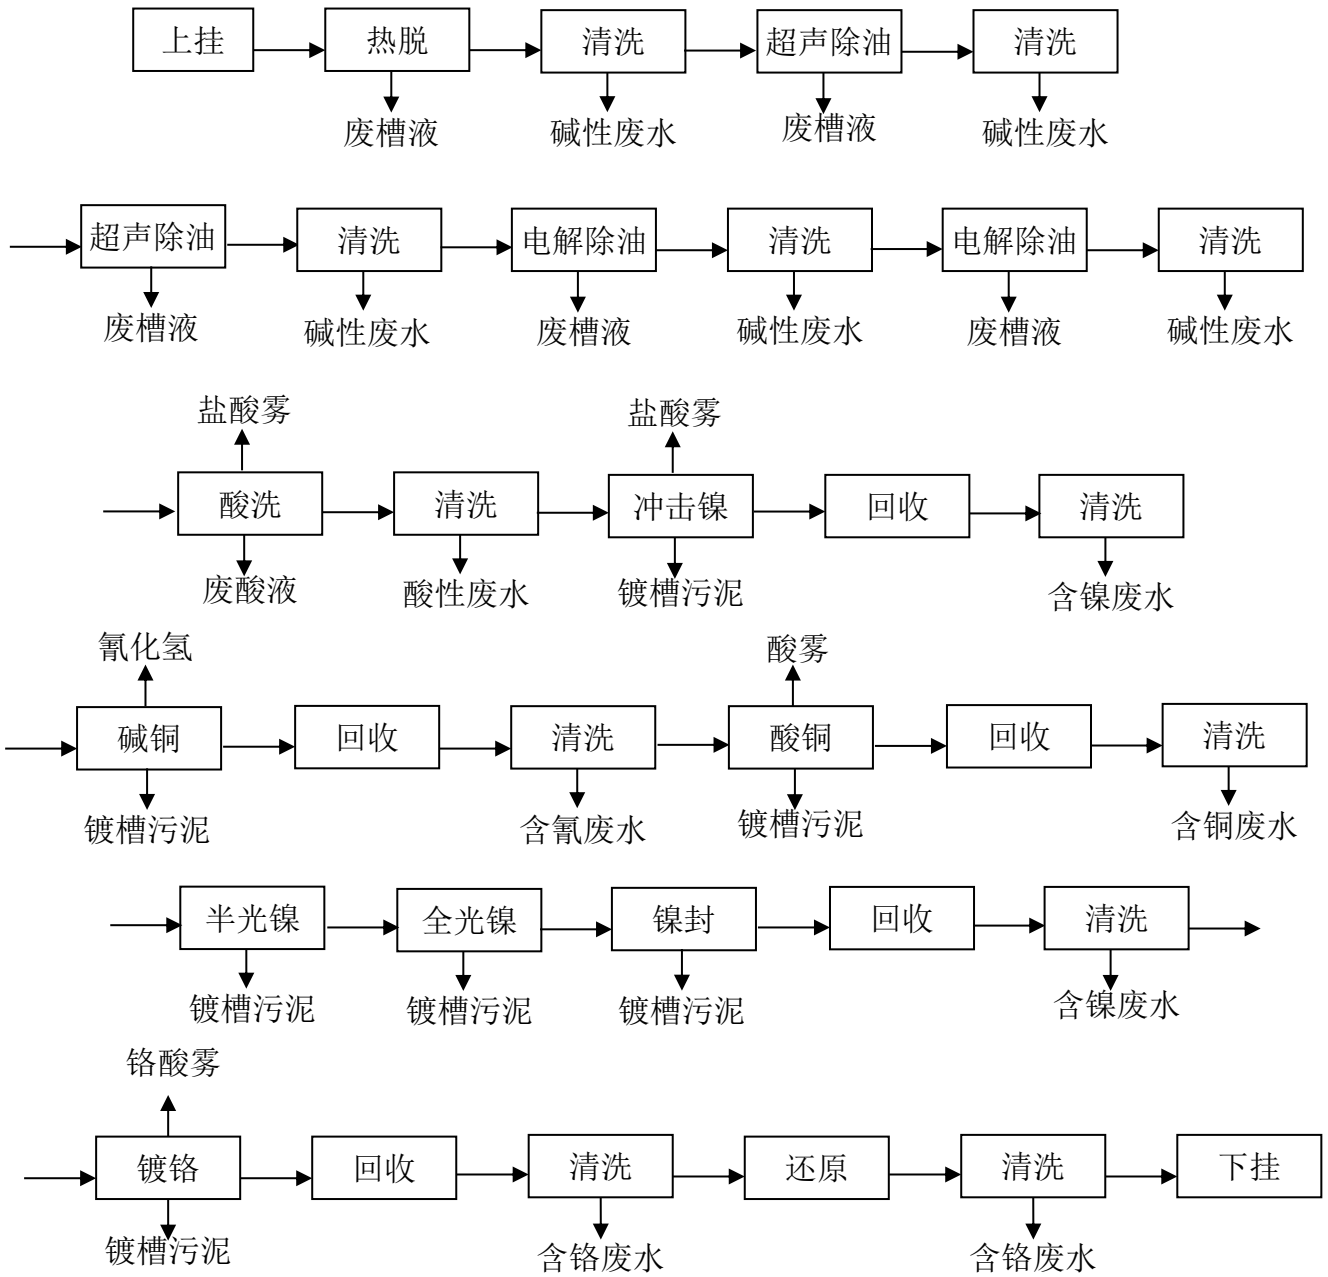 上挂 热脱 清洗 超声除油 清洗
废槽液 碱性废水 废槽液 碱性废水
超声除油 清洗 电解除油 清洗 电解除油 清洗
废槽液 碱性废水 废槽液 碱性废水 废槽液 碱性废水
盐酸雾 盐酸雾
酸洗 清洗 冲击镍 回收 清洗
废酸液 酸性废水 镀槽污泥 含镍废水
氰化氢 酸雾
碱铜 回收 清洗 酸铜 回收 清洗
镀槽污泥 含氰废水 镀槽污泥 含铜废水
半光镍 全光镍 镍封 回收 清洗
镀槽污泥 镀槽污泥 镀槽污泥 含镍废水
铬酸雾
镀铬 回收 清洗 还原 清洗 下挂
镀槽污泥 含铬废水 含铬废水